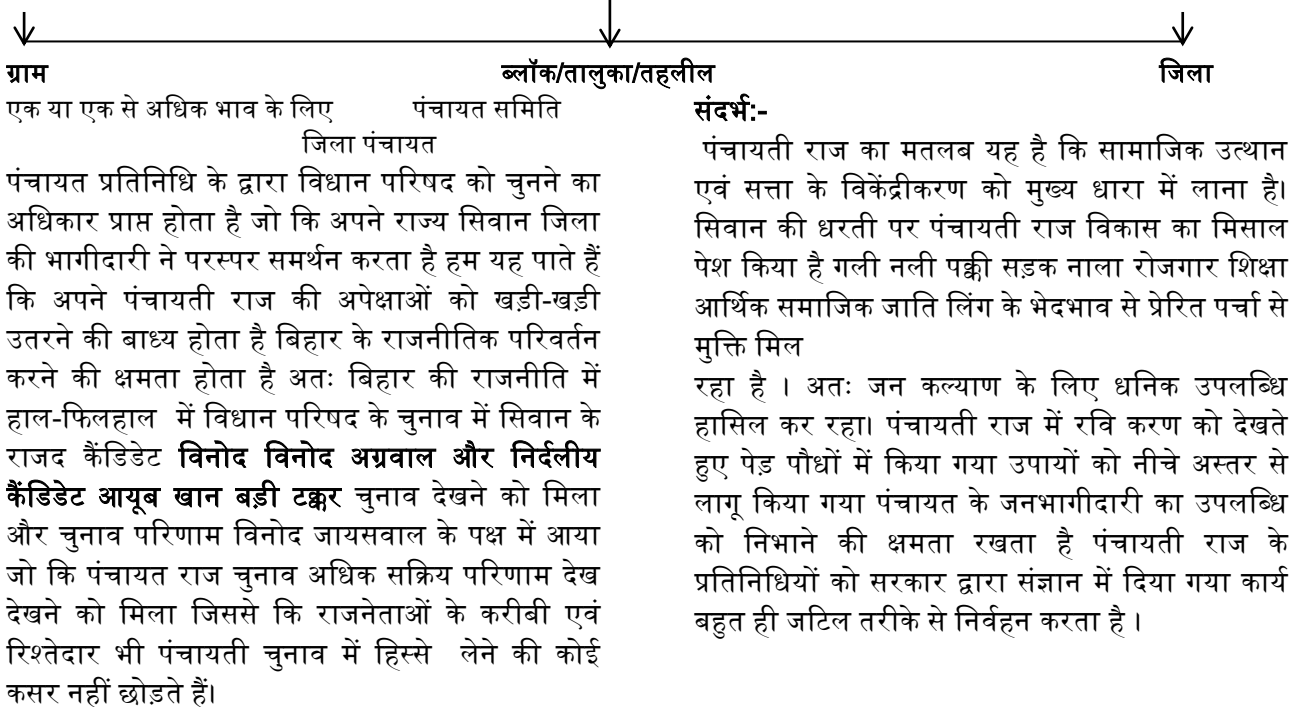 ग्राम ब्लॉक/तालुका/तहलील जिला
एक या एक से अधिक भाव के लिए पंचायत समिति
जिला पंचायत
पंचायत प्रतिनिधि के द्वारा विधान परिषद को चुनने का
अधिकार प्राप्त होता है जो कि अपने राज्य सिवान जिला
की भागीदारी ने परस्पर समर्थन करता है हम यह पाते हैं
कि अपने पंचायती राज की अपेक्षाओं को खड़ी-खड़ी
उतरने की बाध्य होता है बिहार के राजनीतिक परिवर्तन
करने की क्षमता होता है अतः बिहार की राजनीति में
हाल-फिलहाल में विधान परिषद के चुनाव में सिवान के
राजद कैंडिडेट विनोद विनोद अग्रवाल और निर्दलीय
कैंडिडेट आयूब खान बड़ी टक्कर चुनाव देखने को मिला
और चुनाव परिणाम विनोद जायसवाल के पक्ष में आया
जो कि पंचायत राज चुनाव अधिक सक्रिय परिणाम देख
देखने को मिला जिससे कि राजनेताओं के करीबी एवं
रिश्तेदार भी पंचायती चुनाव में हिस्से लेने की कोई
कसर नहीं छोड़ते हैं।
संदर्भ:-
पंचायती राज का मतलब यह है कि सामाजिक उत्थान
एवं सत्ता के विकेंद्रीकरण को मुख्य धारा में लाना है।
सिवान की धरती पर पंचायती राज विकास का मिसाल
पेश किया है गली नली पक्की सड़क नाला रोजगार शिक्षा
आर्थिक समाजिक जाति लिंग के भेदभाव से प्रेरित पर्चा से
मुक्ति मिल
रहा है । अतः जन कल्याण के लिए धनिक उपलब्धि
हासिल कर रहा। पंचायती राज में रवि करण को देखते
हुए पेड़ पौधों में किया गया उपायों को नीचे अस्तर से
लागू किया गया पंचायत के जनभागीदारी का उपलब्धि
को निभाने की क्षमता रखता है पंचायती राज के
प्रतिनिधियों को सरकार द्वारा संज्ञान में दिया गया कार्य
बहुत ही जटिल तरीके से निर्वहन करता है ।